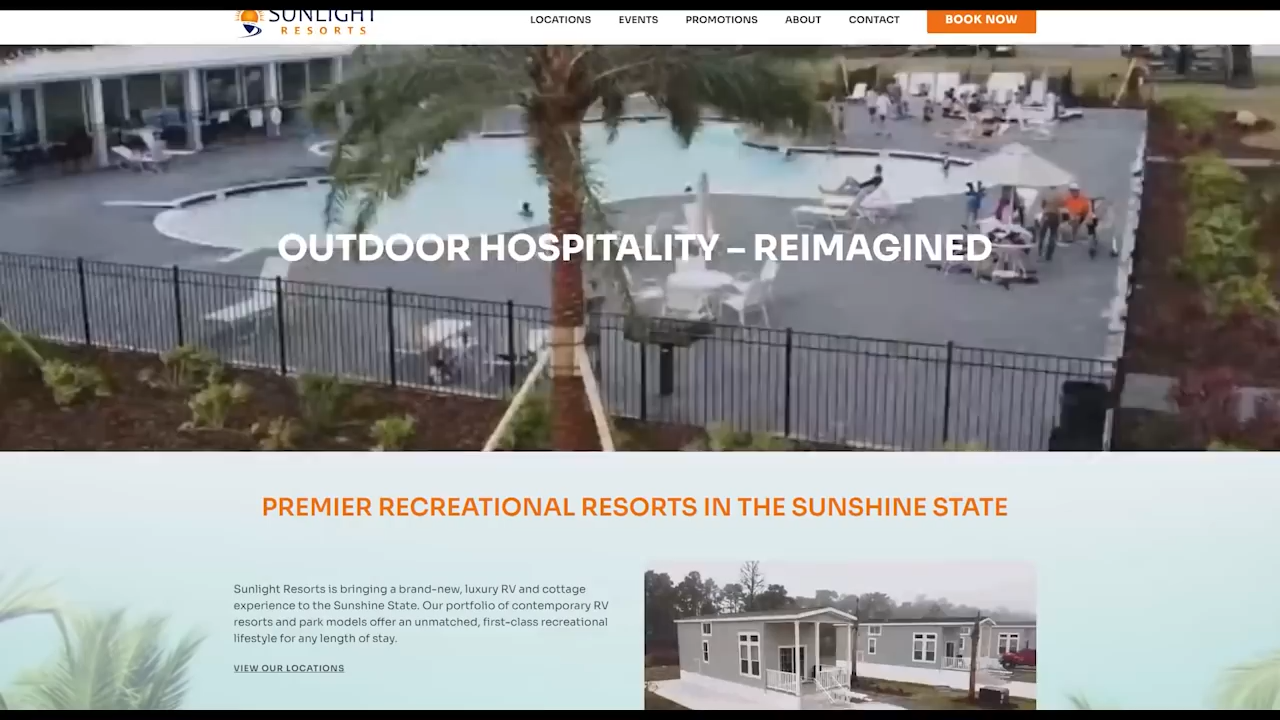 SUNLIGHT
RESORTS
LOCATIONS EVENTS PROMOTIONS ABOUT CONTACT BOOK NOW
OUTDOOR HOSPITALITY – REIMAGINED
PREMIER RECREATIONAL RESORTS IN THE SUNSHINE STATE
Sunlight Resorts is bringing a brand-new, luxury RV and cottage
experience to the Sunshine State. Our portfolio of contemporary RV
resorts and park models offer an unmatched, first-class recreational
lifestyle for any length of stay.
VIEW OUR LOCATIONS